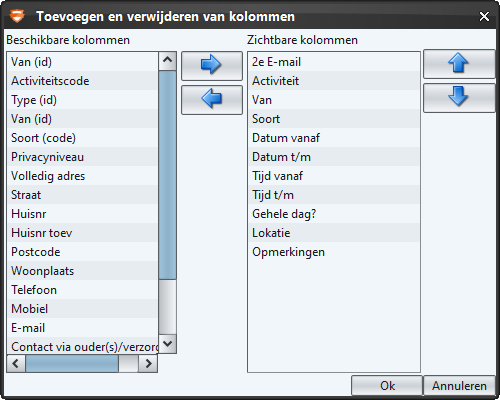 Toevoegen en verwijderen van kolommen
Beschikbare kolommen
Van (id)
Activiteitscode
Type (id)
Van (id)
Soort (code)
Privacyniveau
Volledig adres
Straat
Huisnr
Huisnr toev
Postcode
Woonplaats
Telefoon
Mobiel
E-mail
Contact via ouder(s)/verzorg
Zichtbare kolommen
2e E-mail
Activiteit
Van
Soort
Datum vanaf
Datum t/m
Tijd vanaf
Tijd t/m
Gehele dag?
Lokatie
Opmerkingen
Ok
Annuleren